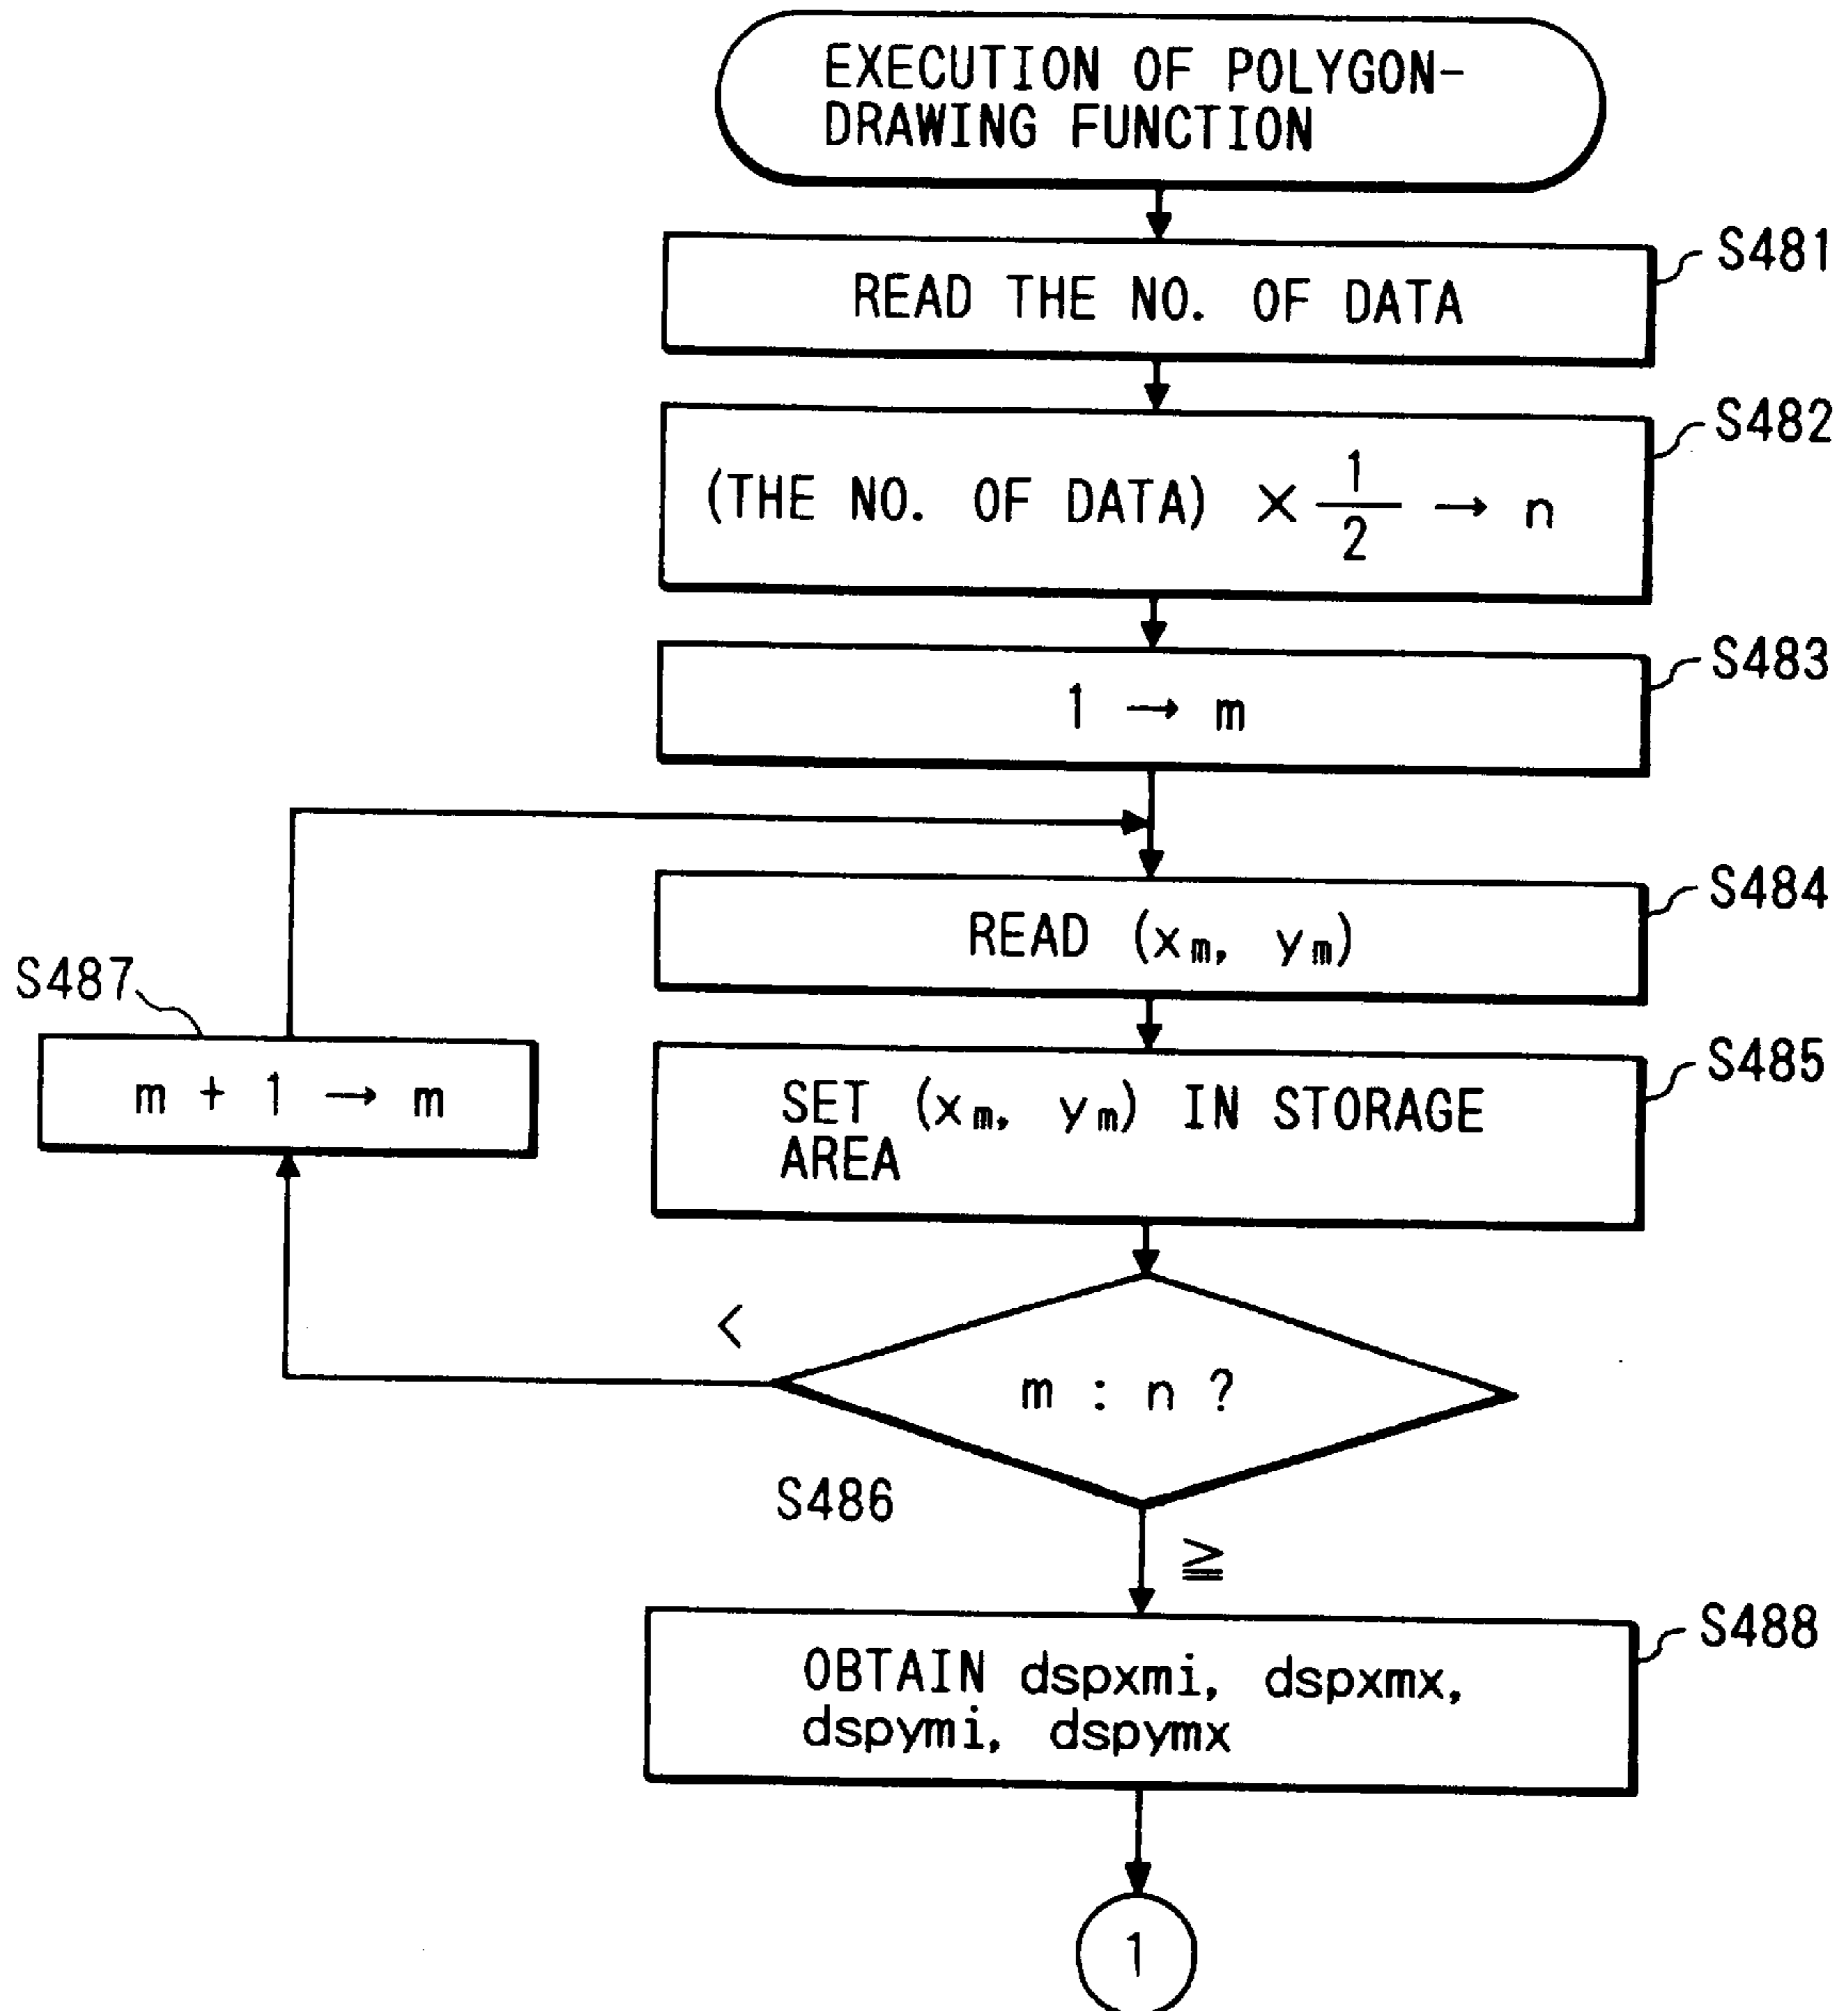 EXECUTION OF POLYGON-
DRAWING FUNCTION
S481
READ THE NO. OF DATA
S482
(THE NO. OF DATA) × 1/2 → n
S483
1 → m
S484
READ (xm, ym)
S487
m + 1 → m
S485
SET (xm, ym) IN STORAGE
AREA
<
m : n ?
S486
≧
S488
OBTAIN dspxmi, dspxmx,
dspymi, dspymx
1